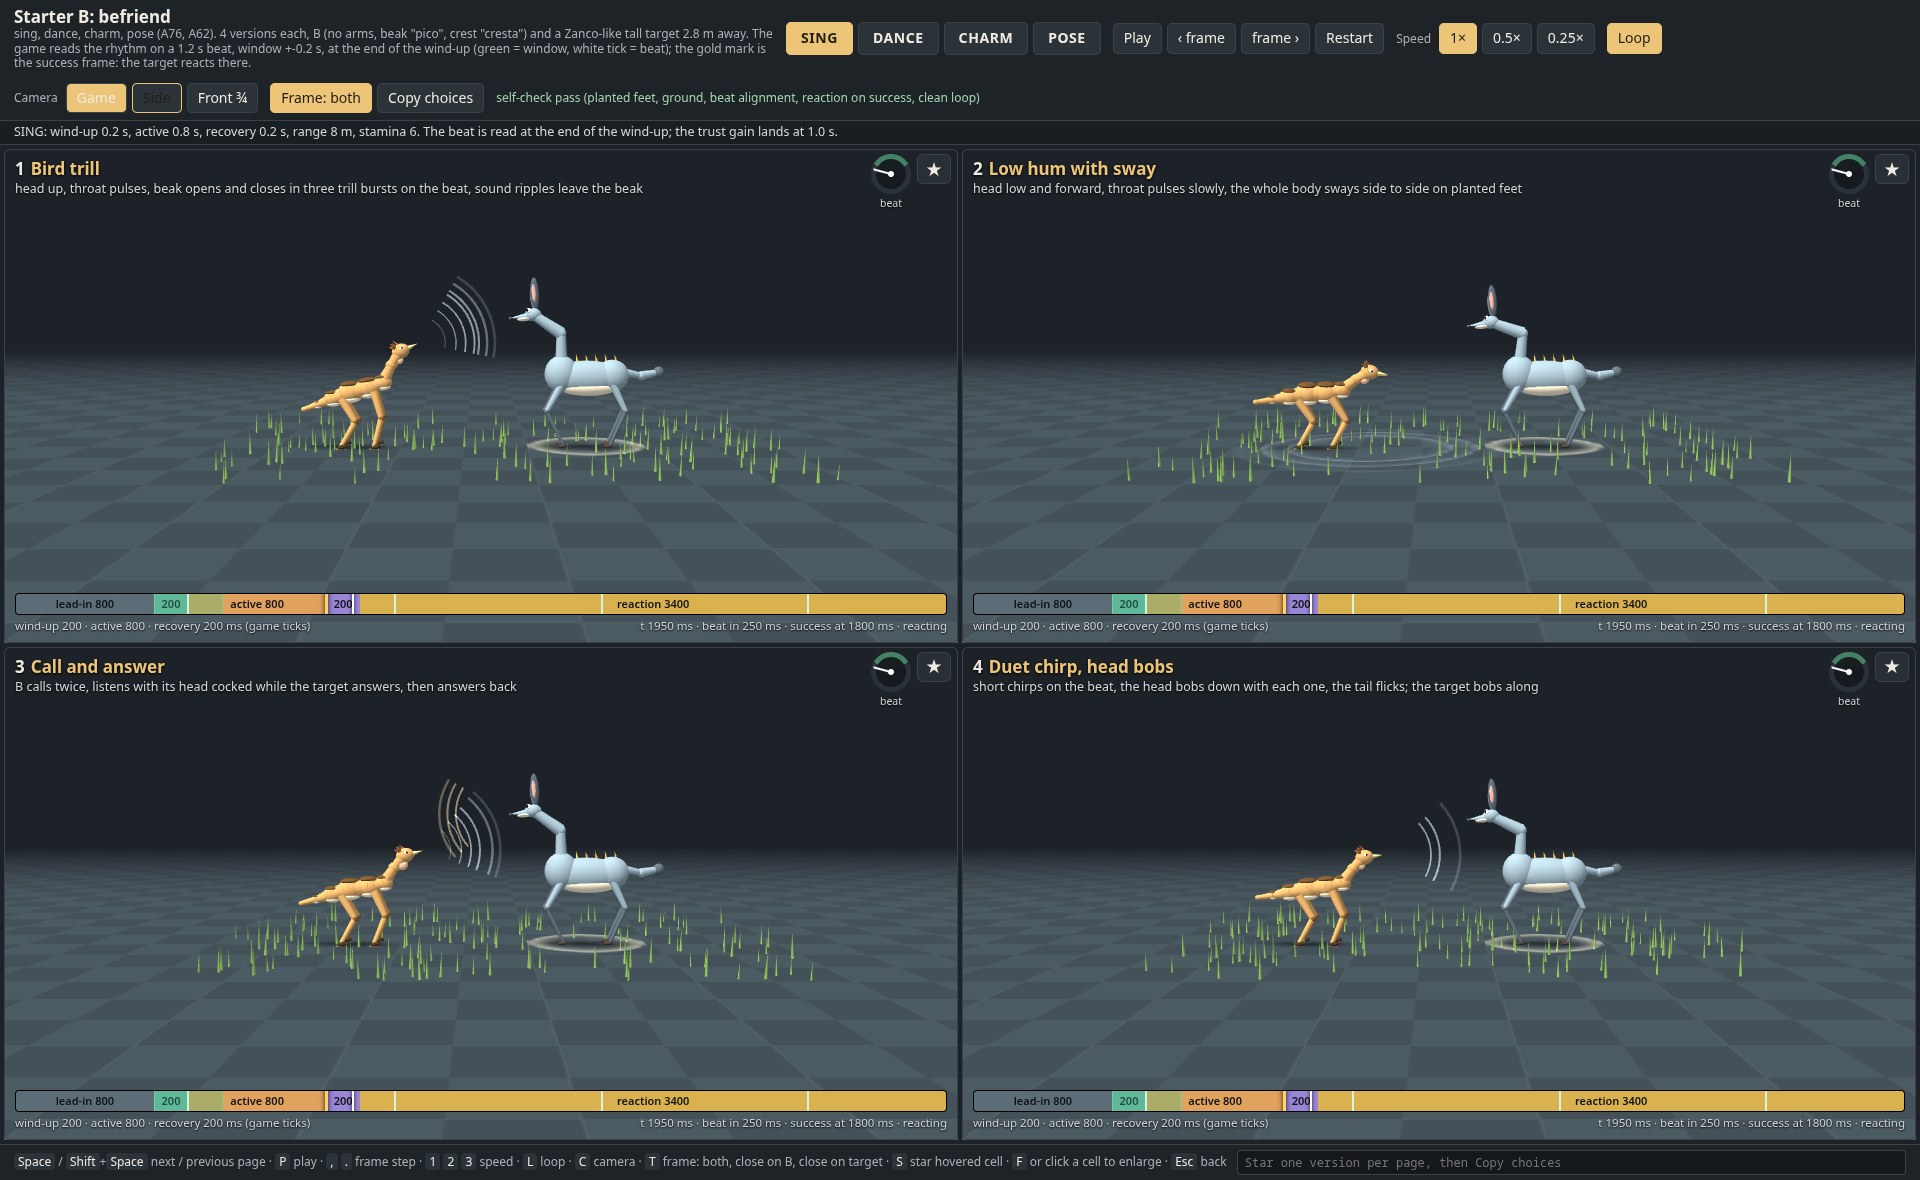 Starter B: befriend
sing, dance, charm, pose (A76, A62). 4 versions each, B (no arms, beak "pico", crest "cresta") and a Zanco-like tall target 2.8 m away. The
game reads the rhythm on a 1.2 s beat, window +-0.2 s, at the end of the wind-up (green = window, white tick = beat); the gold mark is
the success frame: the target reacts there.
SING DANCE CHARM POSE Play ‹ frame frame › Restart Speed 1× 0.5× 0.25× Loop
Camera Game Side Front ¾ Frame: both Copy choices self-check pass (planted feet, ground, beat alignment, reaction on success, clean loop)
SING: wind-up 0.2 s, active 0.8 s, recovery 0.2 s, range 8 m, stamina 6. The beat is read at the end of the wind-up; the trust gain lands at 1.0 s.
1 Bird trill
head up, throat pulses, beak opens and closes in three trill bursts on the beat, sound ripples leave the beak
★
beat
lead-in 800 200 active 800 200 reaction 3400
wind-up 200 · active 800 · recovery 200 ms (game ticks) t 1950 ms · beat in 250 ms · success at 1800 ms · reacting
2 Low hum with sway
head low and forward, throat pulses slowly, the whole body sways side to side on planted feet
★
beat
lead-in 800 200 active 800 200 reaction 3400
wind-up 200 · active 800 · recovery 200 ms (game ticks) t 1950 ms · beat in 250 ms · success at 1800 ms · reacting
3 Call and answer
B calls twice, listens with its head cocked while the target answers, then answers back
★
beat
lead-in 800 200 active 800 200 reaction 3400
wind-up 200 · active 800 · recovery 200 ms (game ticks) t 1950 ms · beat in 250 ms · success at 1800 ms · reacting
4 Duet chirp, head bobs
short chirps on the beat, the head bobs down with each one, the tail flicks; the target bobs along
★
beat
lead-in 800 200 active 800 200 reaction 3400
wind-up 200 · active 800 · recovery 200 ms (game ticks) t 1950 ms · beat in 250 ms · success at 1800 ms · reacting
Space / Shift+Space next / previous page · P play · , . frame step · 1 2 3 speed · L loop · C camera · T frame: both, close on B, close on target · S star hovered cell · F or click a cell to enlarge · Esc back Star one version per page, then Copy choices